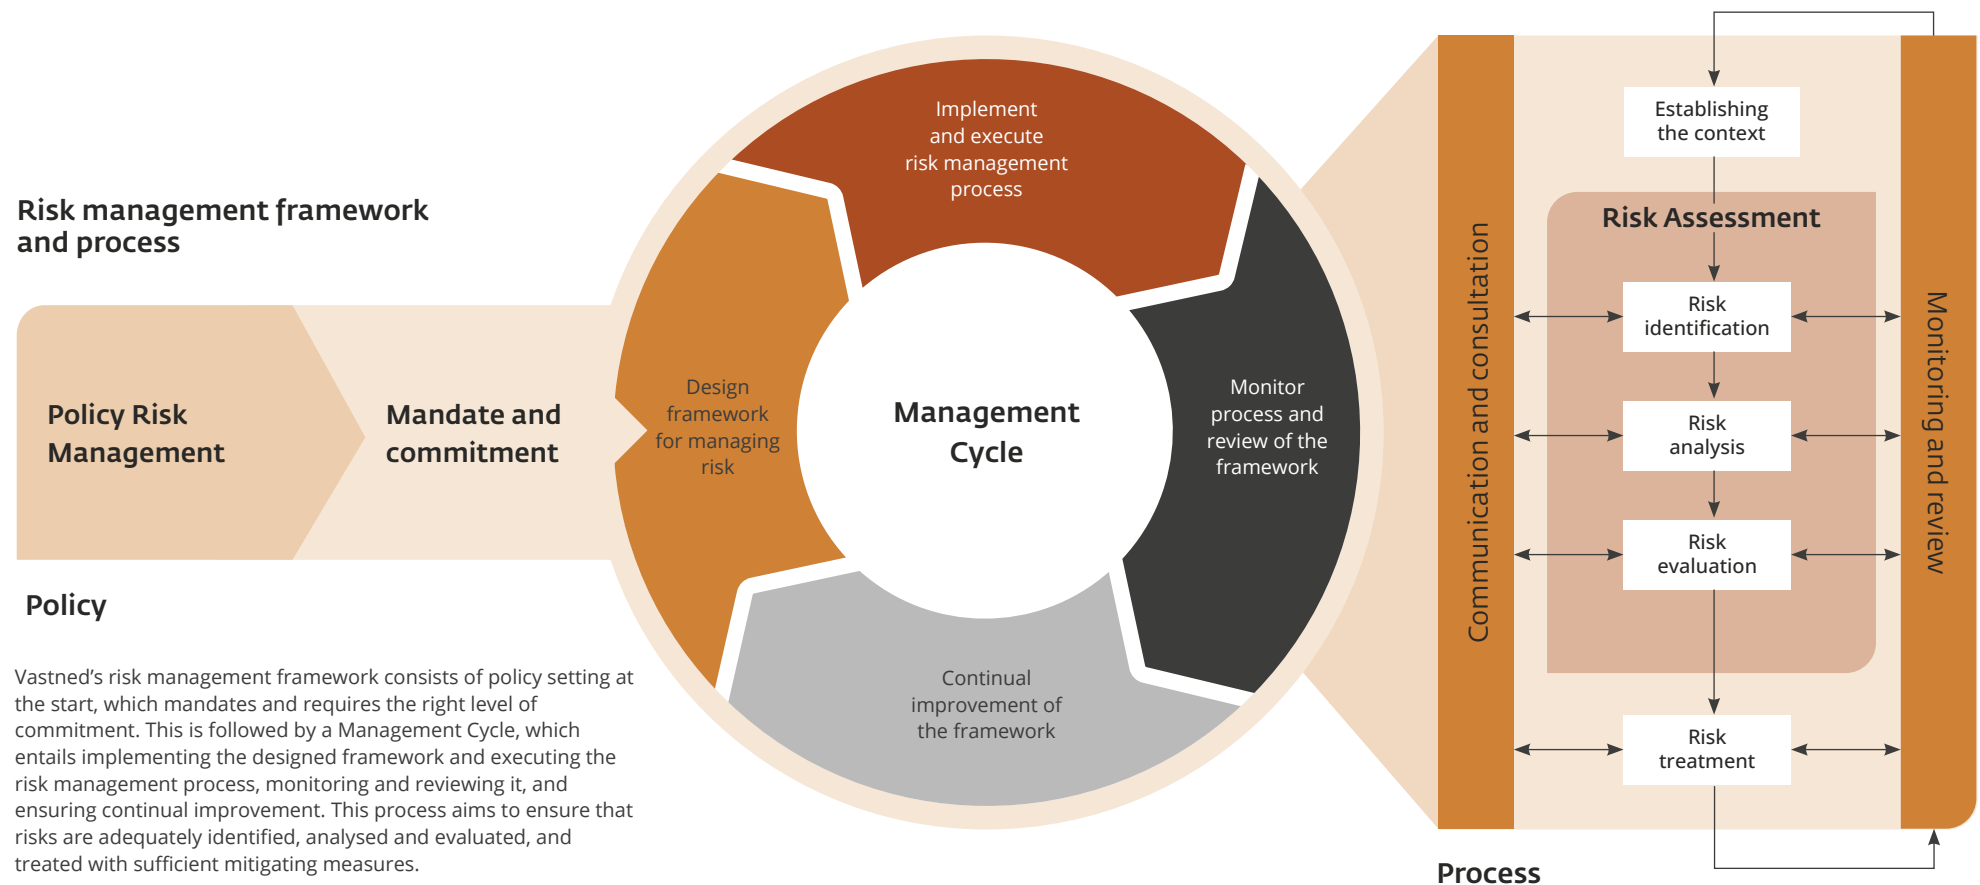 Risk management framework
and process
Policy Risk
Management
Mandate and
commitment
Policy
Vastned’s risk management framework consists of policy setting at
the start, which mandates and requires the right level of
commitment. This is followed by a Management Cycle, which
entails implementing the designed framework and executing the
risk management process, monitoring and reviewing it, and
ensuring continual improvement. This process aims to ensure that
risks are adequately identified, analysed and evaluated, and
treated with sufficient mitigating measures.
Implement
and execute
risk management
process
Design
framework
for managing
risk
Management
Cycle
Monitor
process and
review of the
framework
Continual
improvement of
the framework
Communication and consultation
Establishing
the context
Risk Assessment
Risk
identification
Risk
analysis
Risk
evaluation
Risk
treatment
Monitoring and review
Process